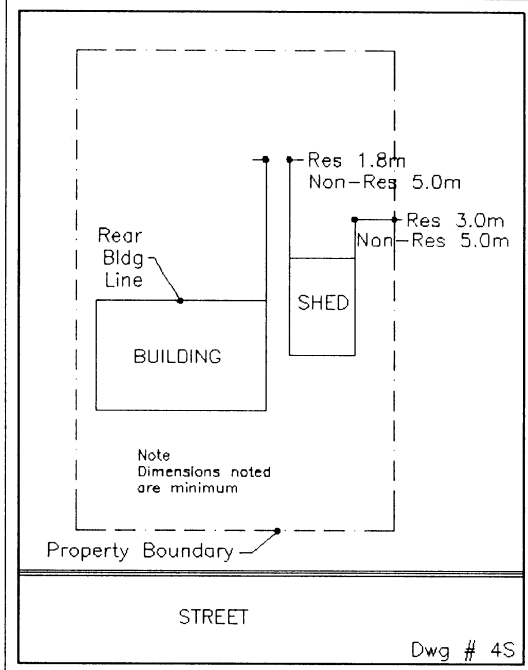 Res 1.8m
Non-Res 5.0m
Res 3.0m
Non-Res 5.0m
Rear
Bldg
Line
SHED
BUILDING
Note
Dimensions noted
are minimum
Property Boundary
STREET
Dwg # 4S